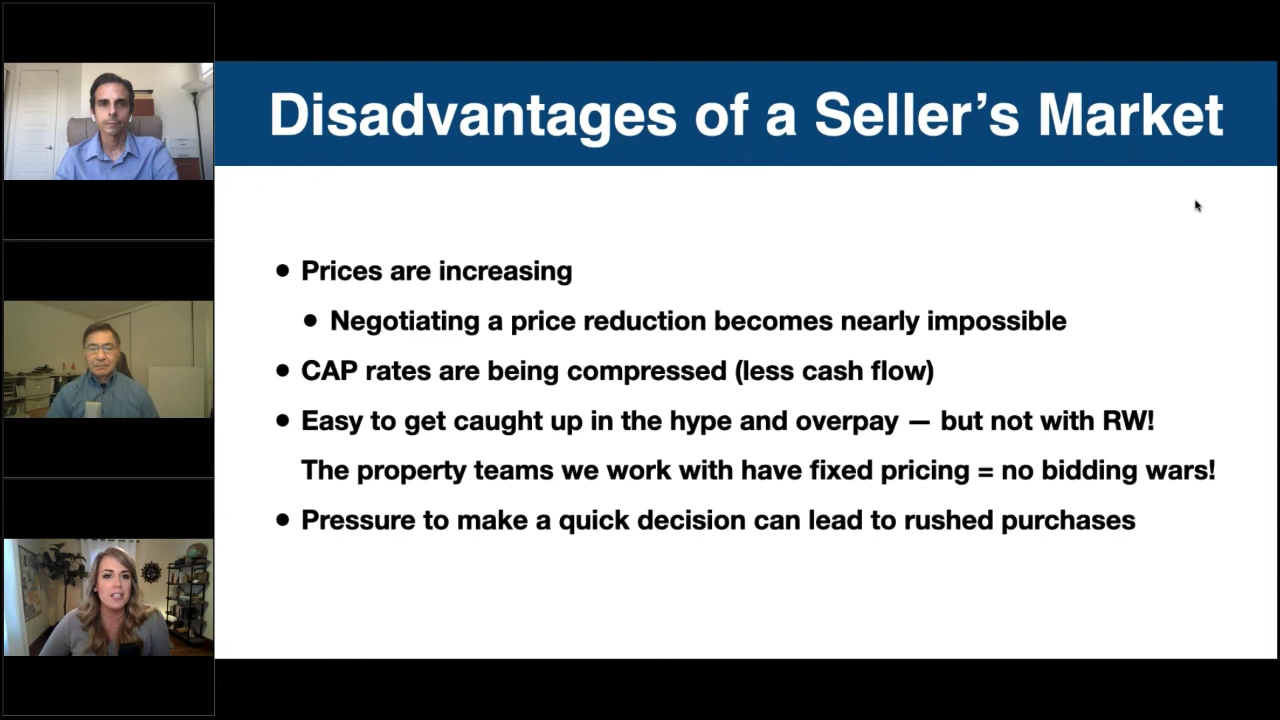 Disadvantages of a Seller’s Market
• Prices are increasing
• Negotiating a price reduction becomes nearly impossible
• CAP rates are being compressed (less cash flow)
• Easy to get caught up in the hype and overpay — but not with RW!
The property teams we work with have fixed pricing = no bidding wars!
• Pressure to make a quick decision can lead to rushed purchases